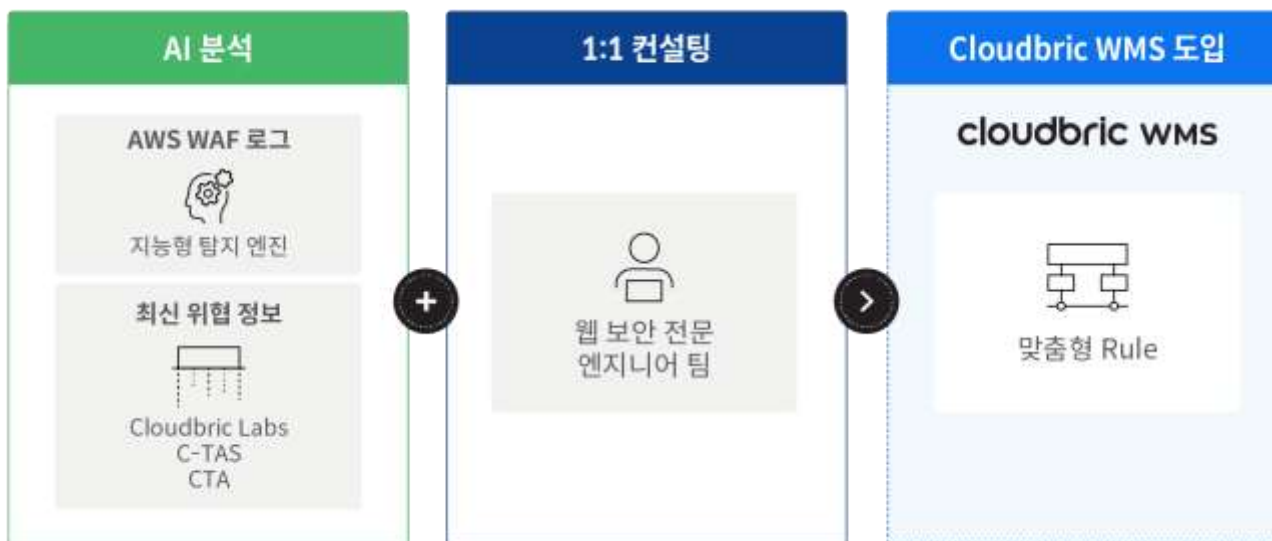 AI 분석
AWS WAF 로그
지능형 탐지 엔진
최신 위협 정보
Cloudbric Labs
C-TAS
CTA
1:1 컨설팅
웹 보안 전문
엔지니어 팀
Cloudbric WMS 도입
cloudbric WMS
맞춤형 Rule